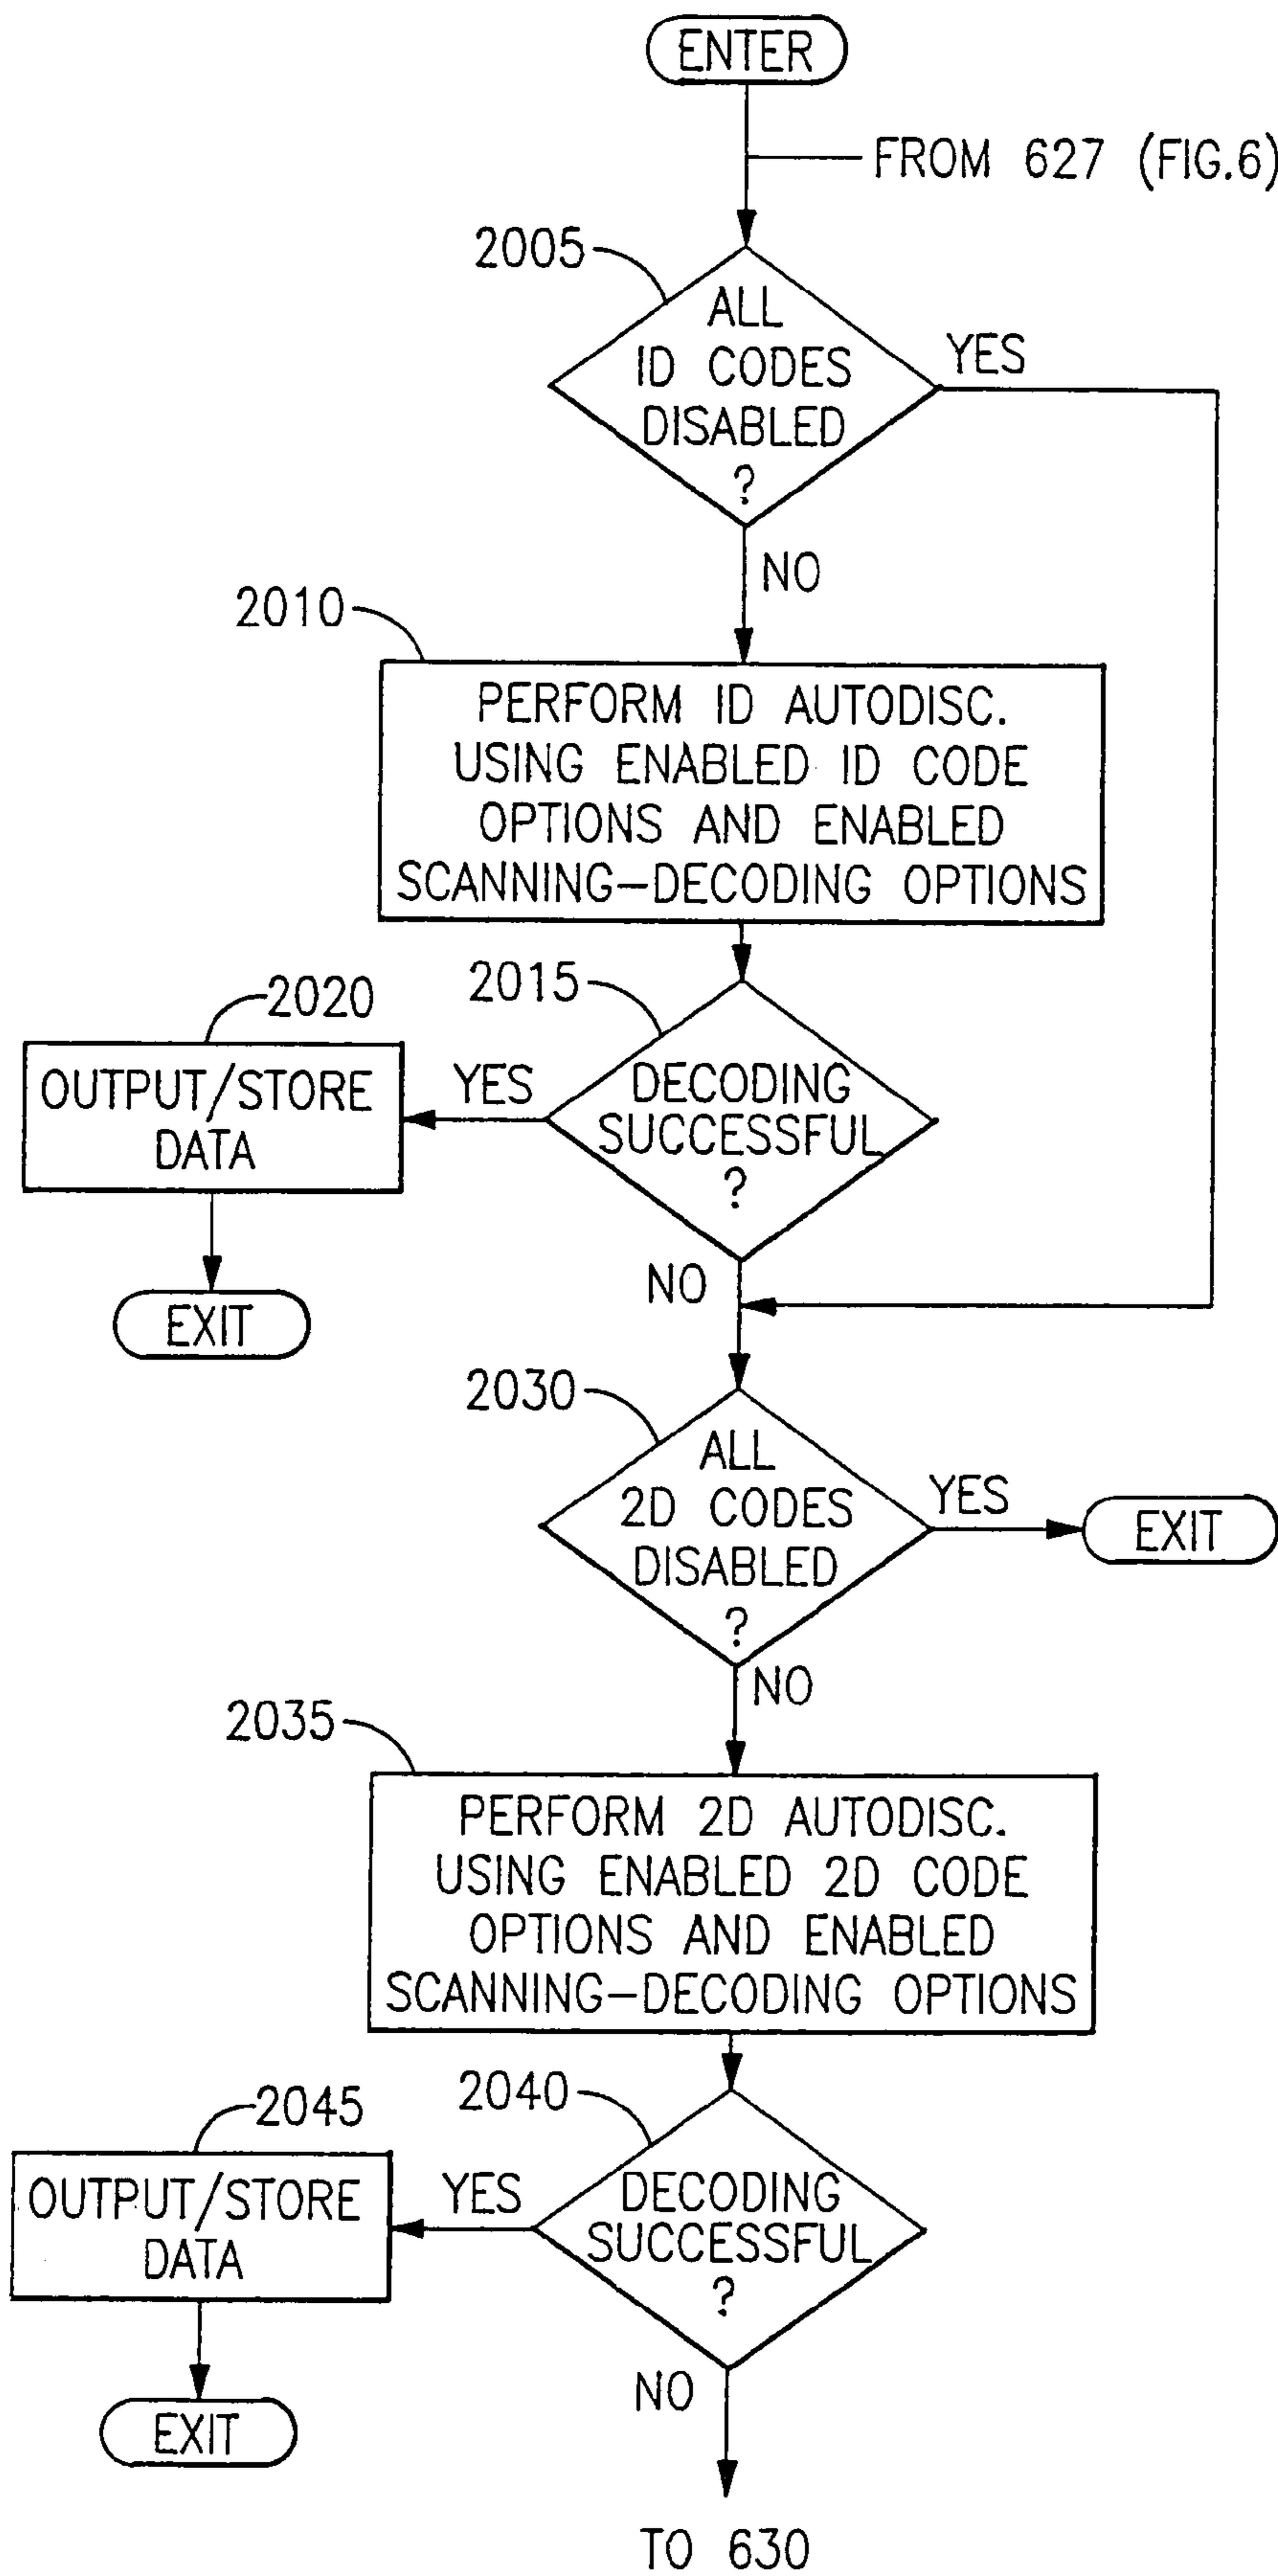 ENTER
FROM 627 (FIG.6)
2005
ALL
ID CODES
DISABLED
?
YES
NO
2010
PERFORM ID AUTODISC.
USING ENABLED ID CODE
OPTIONS AND ENABLED
SCANNING-DECODING OPTIONS
2015
DECODING
SUCCESSFUL
?
YES
2020
OUTPUT/STORE
DATA
EXIT
NO
2030
ALL
2D CODES
DISABLED
?
YES
EXIT
NO
2035
PERFORM 2D AUTODISC.
USING ENABLED 2D CODE
OPTIONS AND ENABLED
SCANNING-DECODING OPTIONS
2040
DECODING
SUCCESSFUL
?
YES
2045
OUTPUT/STORE
DATA
EXIT
NO
TO 630